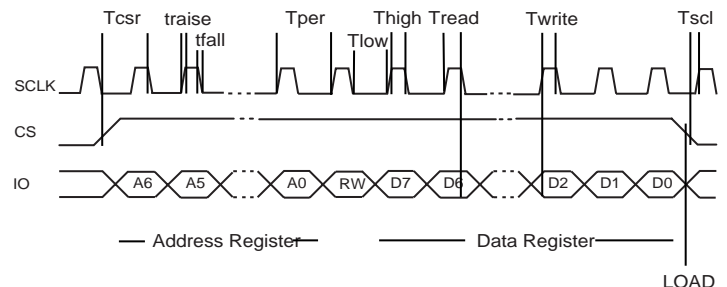 Tcsr traise Tper Thigh Tread Twrite Tscl
tfall Tlow
SCLK
CS
IO A6 A5 A0 RW D7 D6 D2 D1 D0
Address Register Data Register
LOAD